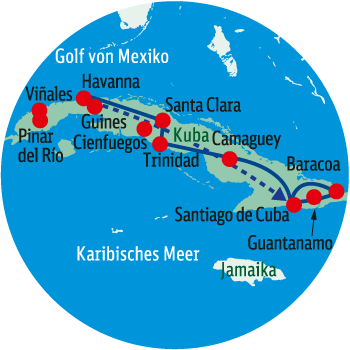 Golf von Mexiko
Havanna
Viñales
Santa Clara
Guines
Kuba
Camaguey
Pinar
del Río
Cienfuegos
Trinidad
Baracoa
Santiago de Cuba
Guantanamo
Karibisches Meer
Jamaika